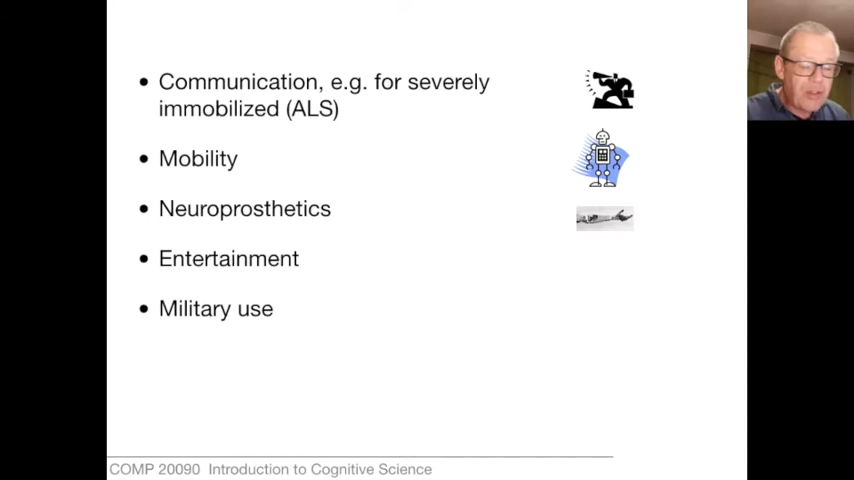 • Communication, e.g. for severely
immobilized (ALS)
• Mobility
• Neuroprosthetics
• Entertainment
• Military use
COMP 20090 Introduction to Cognitive Science